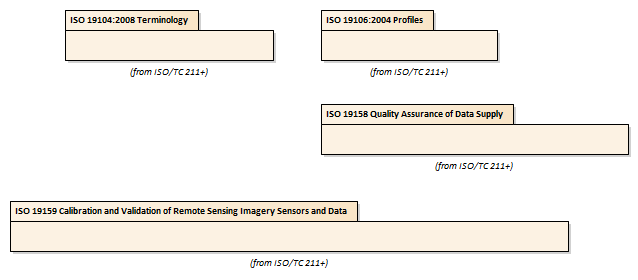 ISO 19104:2008 Terminology
(from ISO/TC 211+)
ISO 19106:2004 Profiles
(from ISO/TC 211+)
ISO 19158 Quality Assurance of Data Supply
(from ISO/TC 211+)
ISO 19159 Calibration and Validation of Remote Sensing Imagery Sensors and Data
(from ISO/TC 211+)